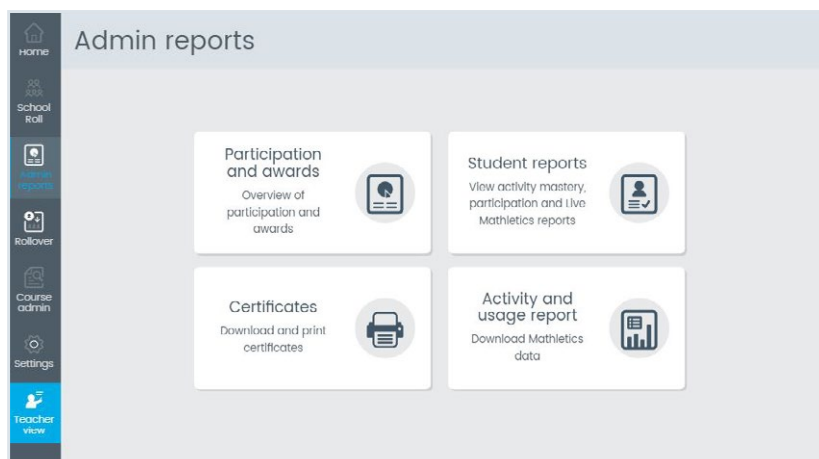 Home
School
Roll
Admin
reports
Rollover
Course
admin
Settings
Teacher
view
Admin reports
Participation
and awards
Overview of
participation and
awards
Student reports
View activity mastery,
participation and Live
Mathletics reports
Certificates
Download and print
certificates
Activity and
usage report
Download Mathletics
data